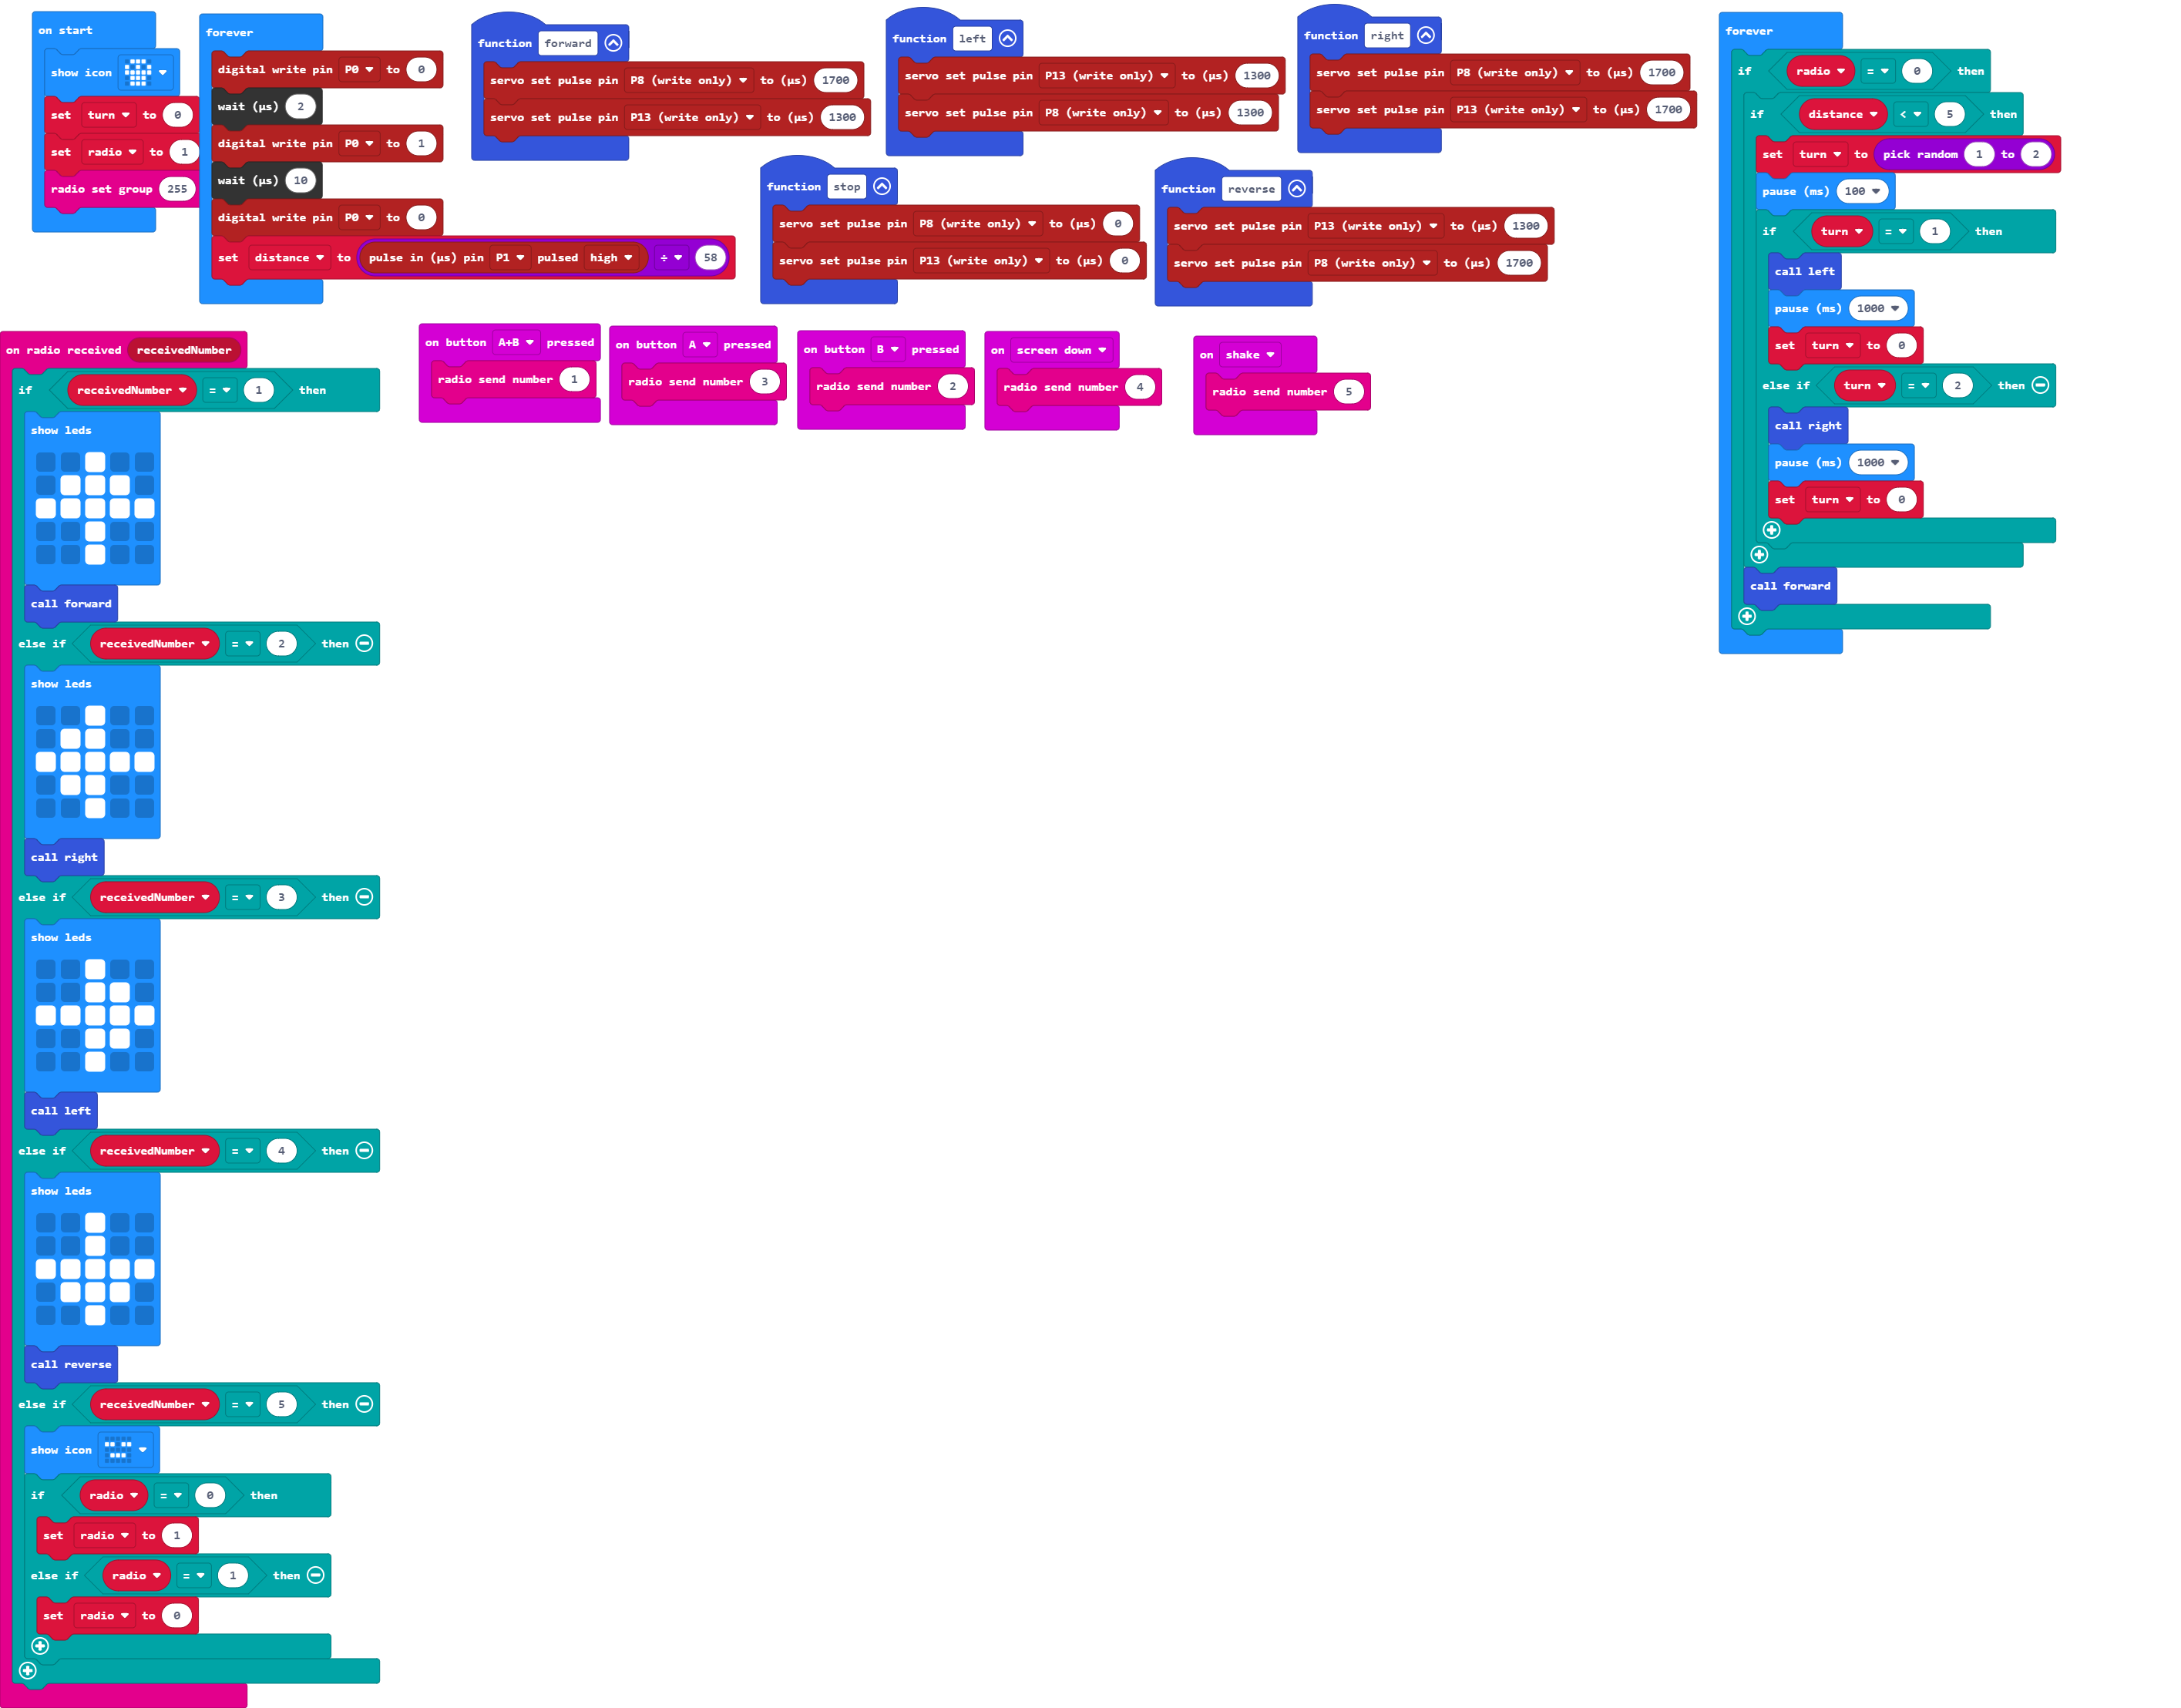 on start
show icon
set turn to 0
set radio to 1
radio set group 255
forever
digital write pin P0 to 0
wait (µs) 2
digital write pin P0 to 1
wait (µs) 10
digital write pin P0 to 0
set distance to pulse in (µs) pin P1 pulsed high ÷ 58
function forward
servo set pulse pin P8 (write only) to (µs) 1700
servo set pulse pin P13 (write only) to (µs) 1300
function left
servo set pulse pin P13 (write only) to (µs) 1300
servo set pulse pin P8 (write only) to (µs) 1300
function right
servo set pulse pin P8 (write only) to (µs) 1700
servo set pulse pin P13 (write only) to (µs) 1700
function stop
servo set pulse pin P8 (write only) to (µs) 0
servo set pulse pin P13 (write only) to (µs) 0
function reverse
servo set pulse pin P13 (write only) to (µs) 1300
servo set pulse pin P8 (write only) to (µs) 1700
forever
if radio = 0 then
if distance < 5 then
set turn to pick random 1 to 2
pause (ms) 100
if turn = 1 then
call left
pause (ms) 1000
set turn to 0
else if turn = 2 then
call right
pause (ms) 1000
set turn to 0
call forward
on radio received receivedNumber
if receivedNumber = 1 then
show leds
call forward
else if receivedNumber = 2 then
show leds
call right
else if receivedNumber = 3 then
show leds
call left
else if receivedNumber = 4 then
show leds
call reverse
else if receivedNumber = 5 then
show icon
if radio = 0 then
set radio to 1
else if radio = 1 then
set radio to 0
on button A+B pressed
radio send number 1
on button A pressed
radio send number 3
on button B pressed
radio send number 2
on screen down
radio send number 4
on shake
radio send number 5